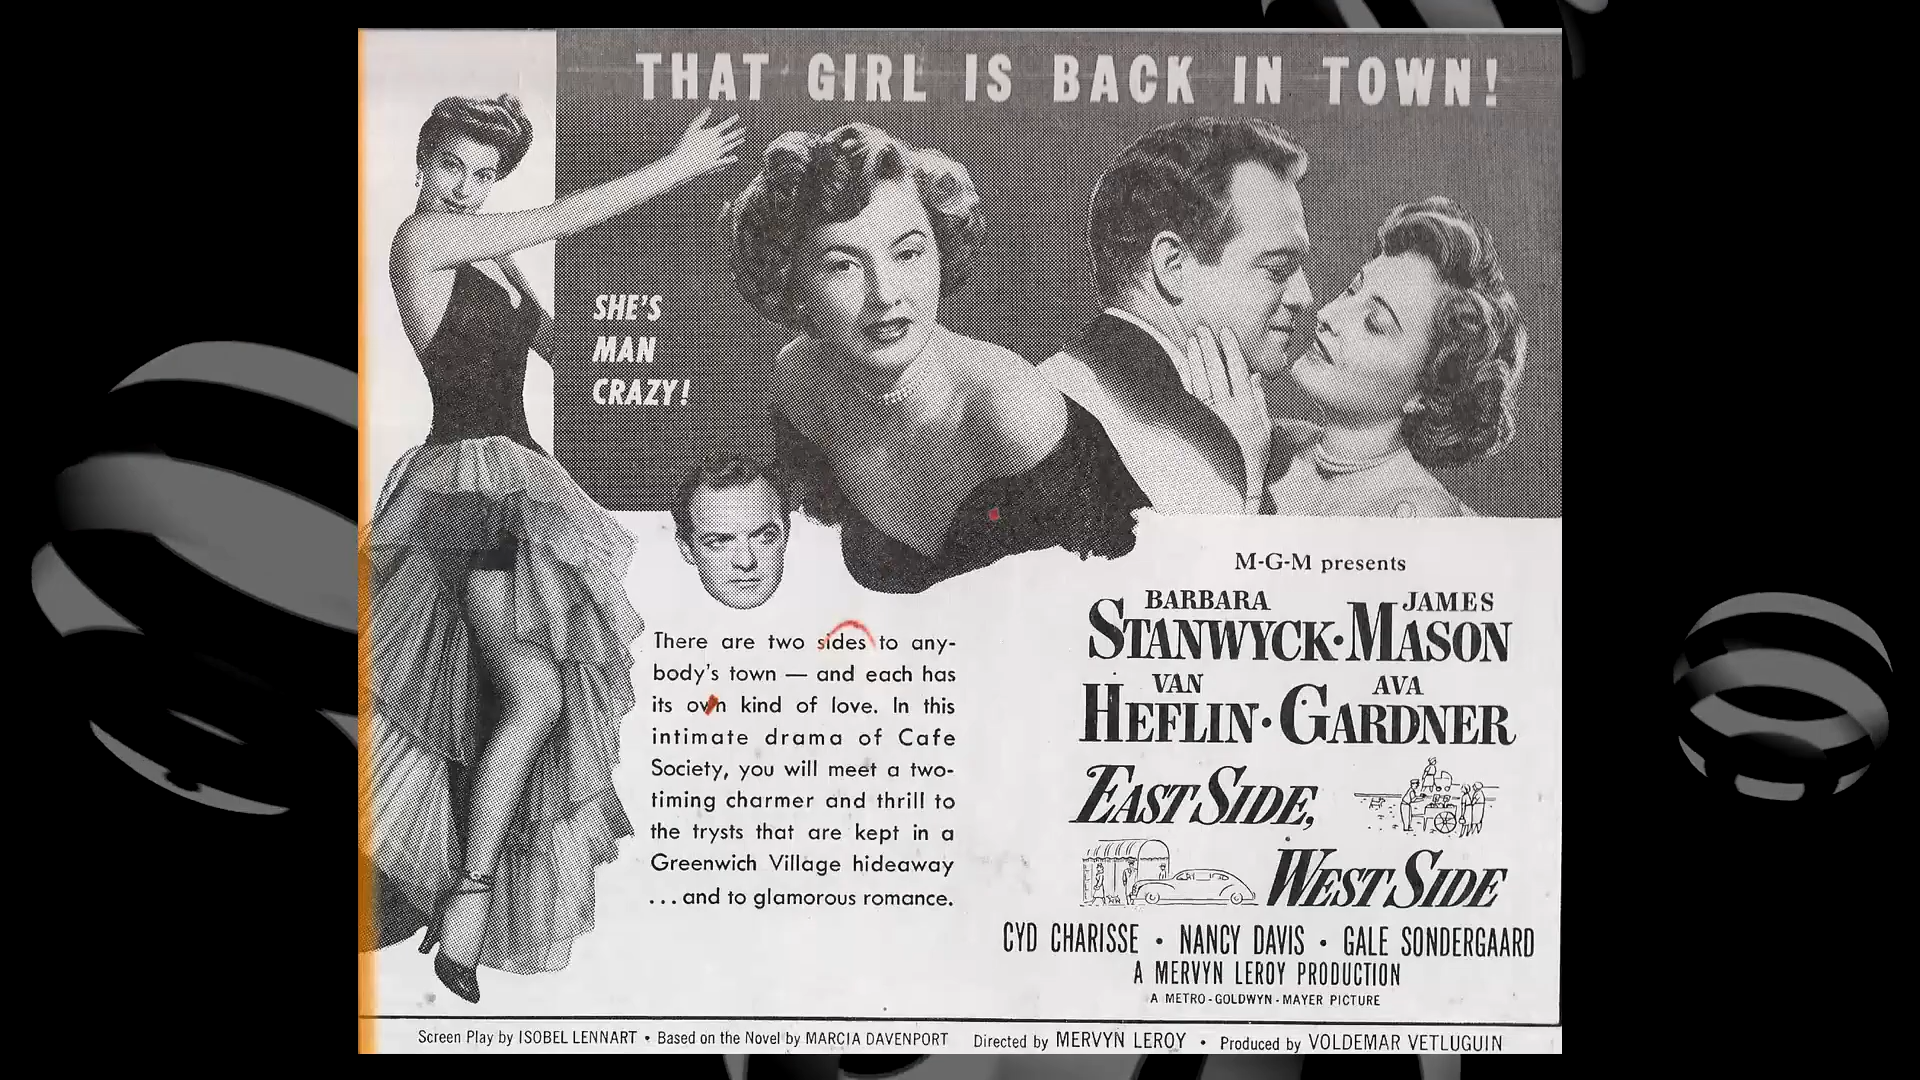 THAT GIRL IS BACK IN TOWN!
SHE'S
MAN
CRAZY!
There are two sides to any-
body's town — and each has
its own kind of love. In this
intimate drama of Cafe
Society, you will meet a two-
timing charmer and thrill to
the trysts that are kept in a
Greenwich Village hideaway
...and to glamorous romance.
M-G-M presents
BARBARA STANWYCK • JAMES MASON
VAN HEFLIN • AVA GARDNER
EAST SIDE,
WEST SIDE
CYD CHARISSE • NANCY DAVIS • GALE SONDERGAARD
A MERVYN LEROY PRODUCTION
A METRO-GOLDWYN-MAYER PICTURE
Screen Play by ISOBEL LENNART • Based on the Novel by MARCIA DAVENPORT Directed by MERVYN LEROY • Produced by VOLDEMAR VETLUGUIN